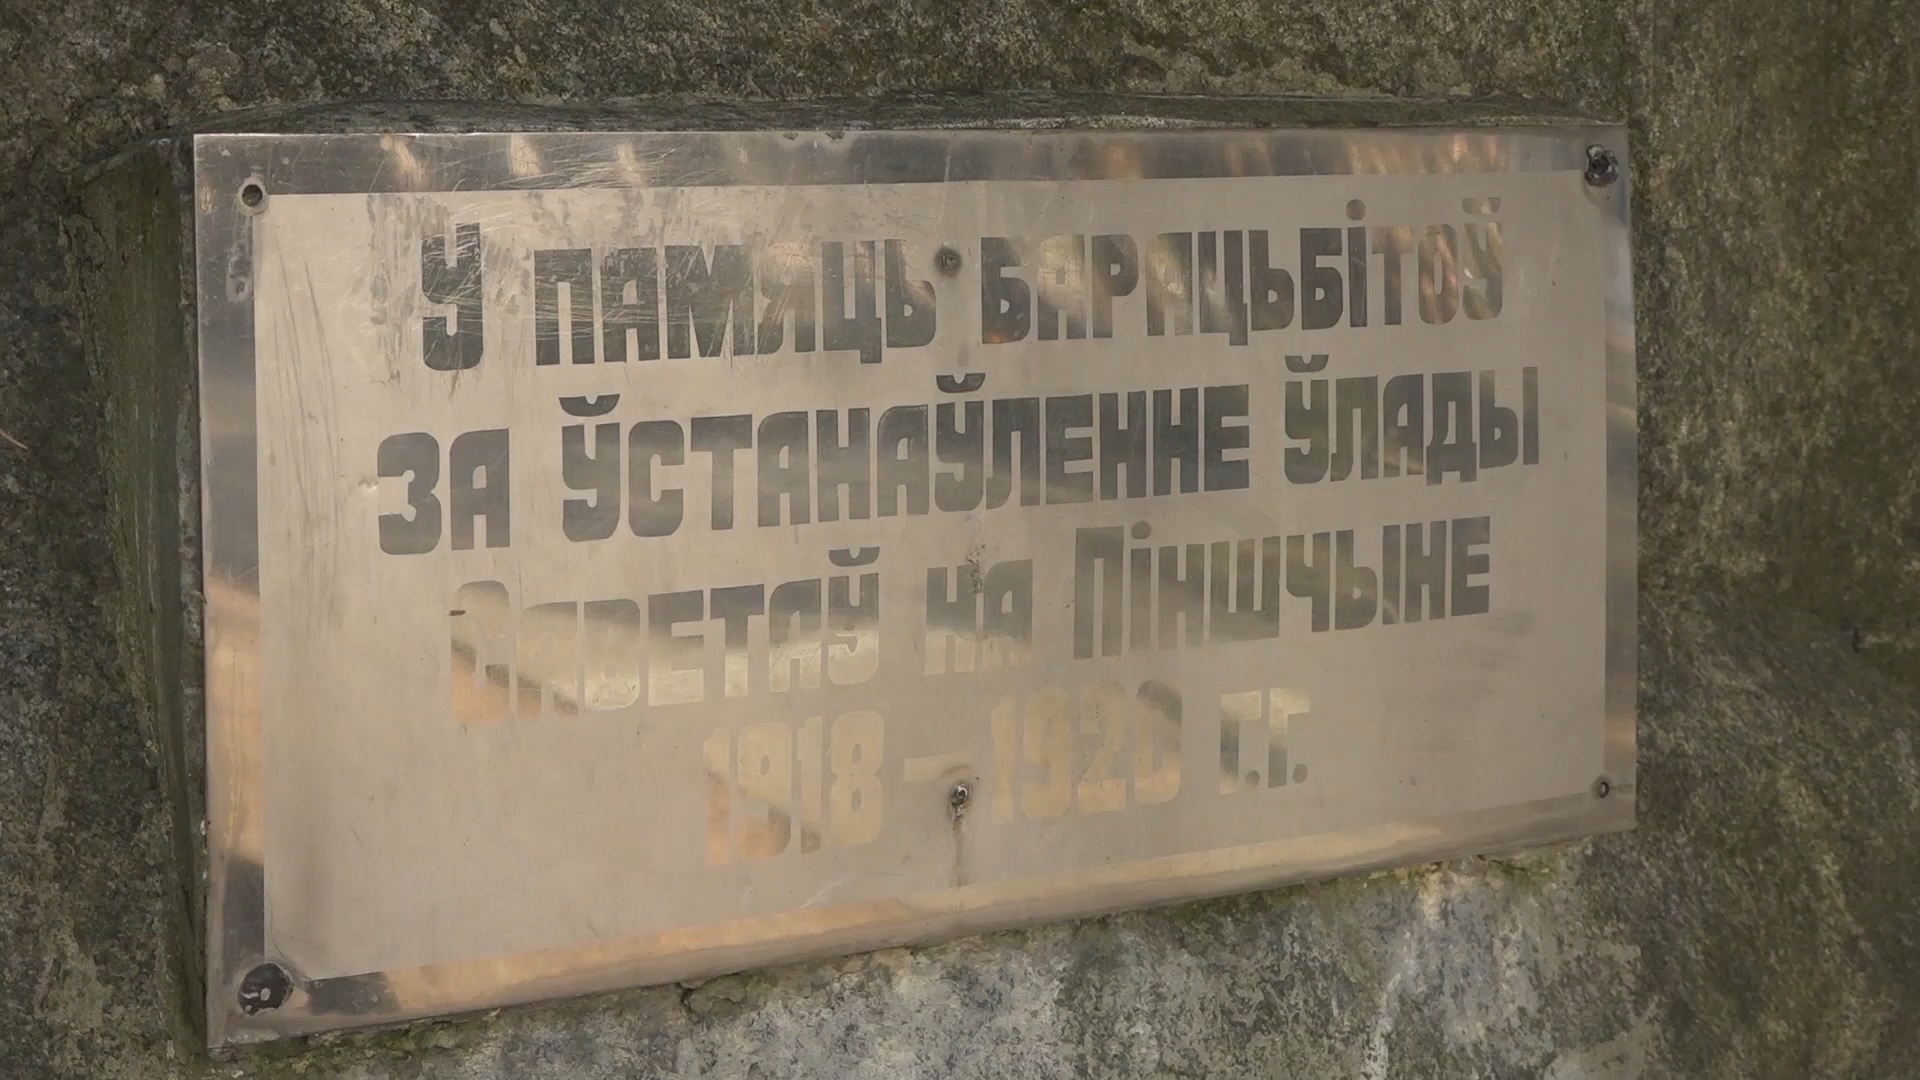 У памяць барацьбітоў
за ўстанаўленне ўлады
Саветаў на Піншчыне
1918 – 1920 г.г.